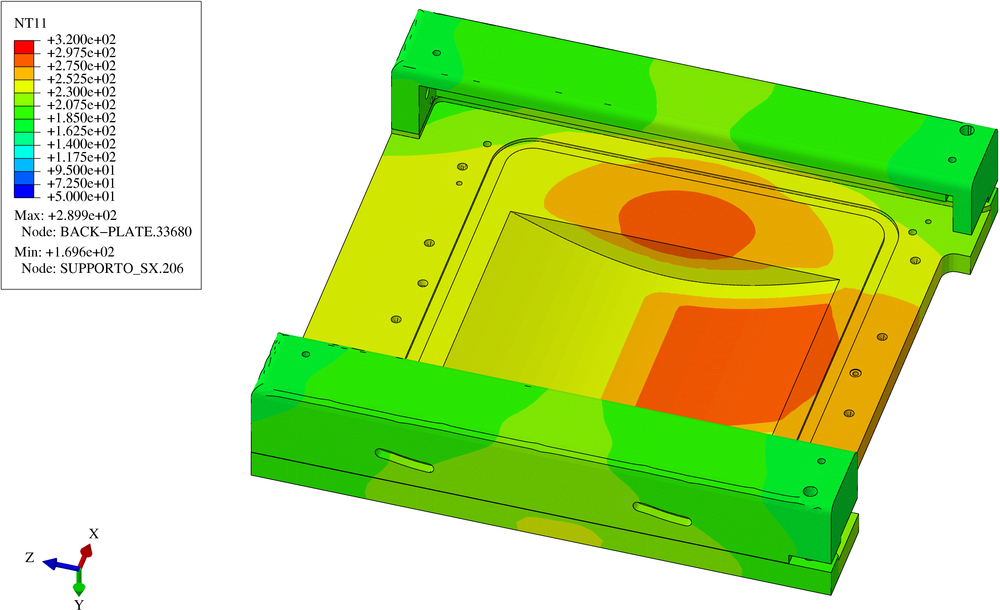 NT11
+3.200e+02
+2.975e+02
+2.750e+02
+2.525e+02
+2.300e+02
+2.075e+02
+1.850e+02
+1.625e+02
+1.400e+02
+1.175e+02
+9.500e+01
+7.250e+01
+5.000e+01
Max: +2.899e+02
Node: BACK−PLATE.33680
Min: +1.696e+02
Node: SUPPORTO_SX.206
X
Z
Y